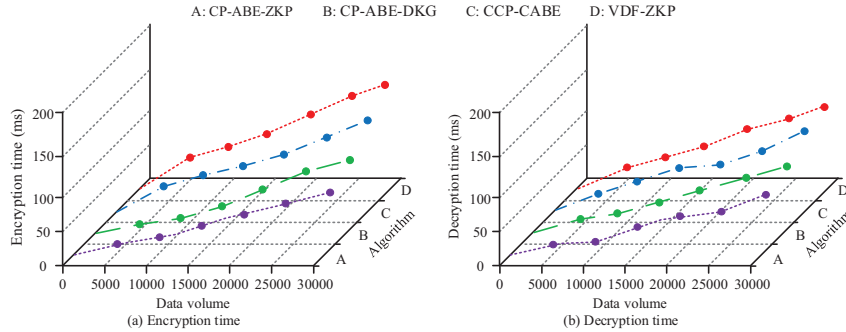 A: CP-ABE-ZKP B: CP-ABE-DKG C: CCP-CABE D: VDF-ZKP
Encryption time (ms)
200
150
100
50
0
0 5000 10000 15000 20000 25000 30000
Data volume
A
B
C
D
Algorithm
(a) Encryption time
Decryption time (ms)
200
150
100
50
0
0 5000 10000 15000 20000 25000 30000
Data volume
A
B
C
D
Algorithm
(b) Decryption time